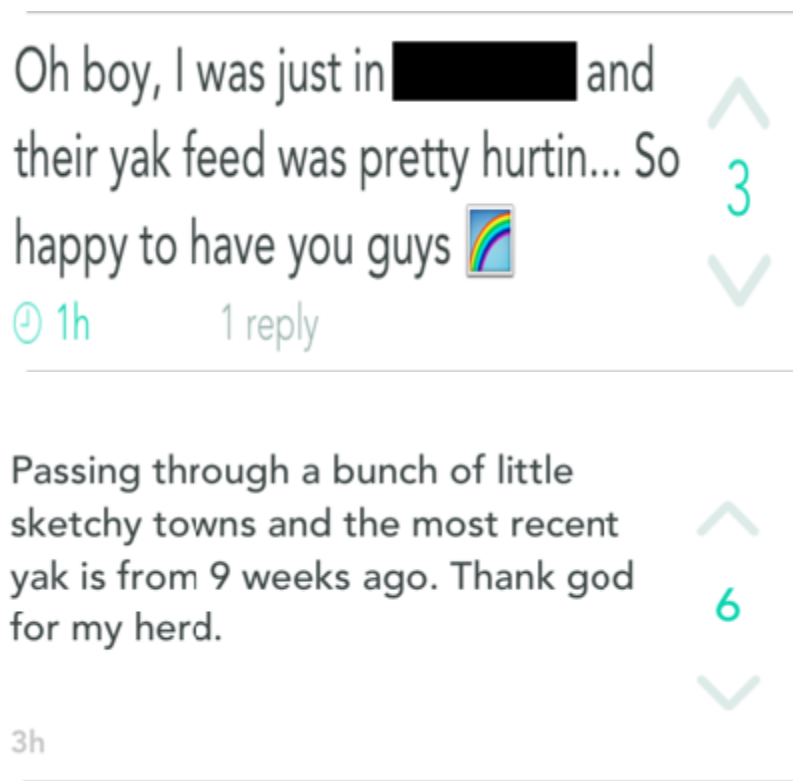 Oh boy, I was just in and
their yak feed was pretty hurtin... So
happy to have you guys
3
1h 1 reply
Passing through a bunch of little
sketchy towns and the most recent
yak is from 9 weeks ago. Thank god
for my herd.
6
3h